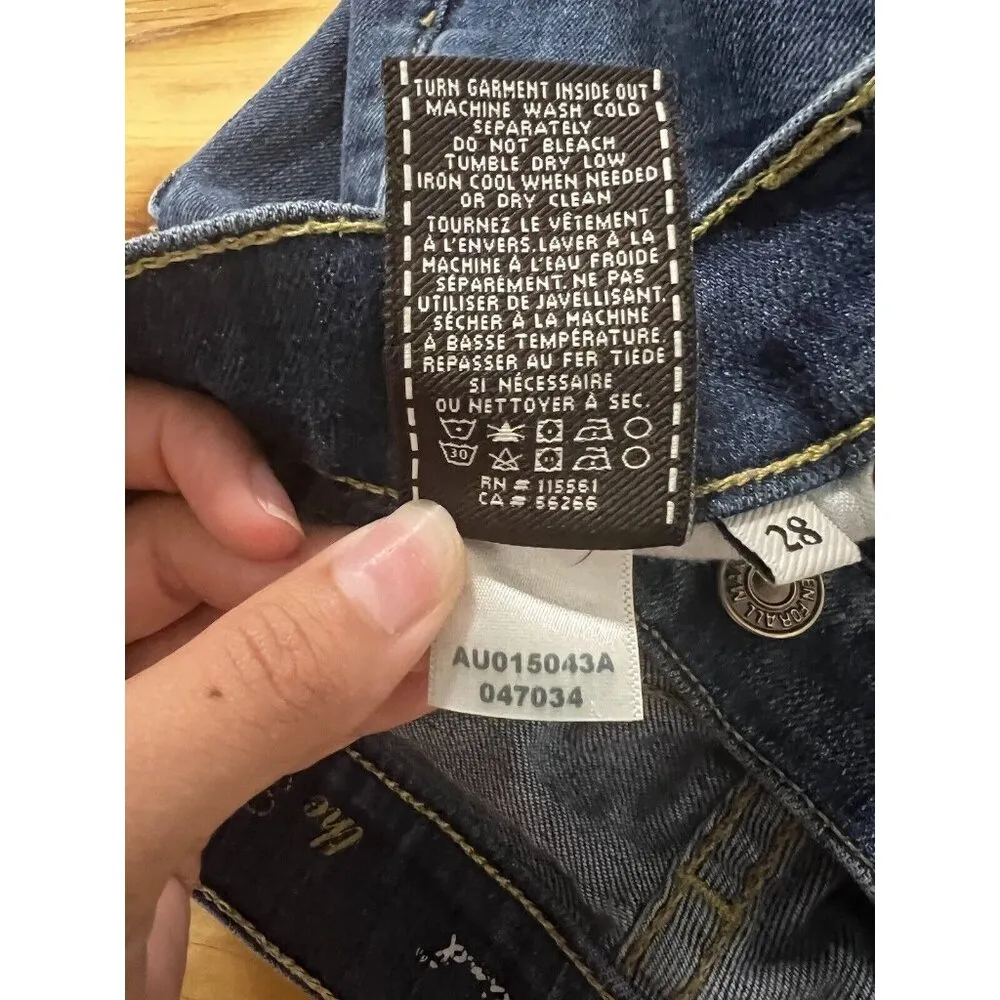 TURN GARMENT INSIDE OUT
MACHINE WASH COLD
SEPARATELY
DO NOT BLEACH
TUMBLE DRY LOW
IRON COOL WHEN NEEDED
OR DRY CLEAN
TOURNEZ LE VÊTEMENT
À L'ENVERS. LAVER À LA
MACHINE À L'EAU FROIDE
SÉPARÉMENT. NE PAS
UTILISER DE JAVELLISANT.
SÉCHER À LA MACHINE
À BASSE TEMPÉRATURE.
REPASSER AU FER TIÈDE
SI NÉCESSAIRE
OU NETTOYER À SEC.
30
RN # 115561
CA # 56266
28
FOR ALL M
AU015043A
047034
the